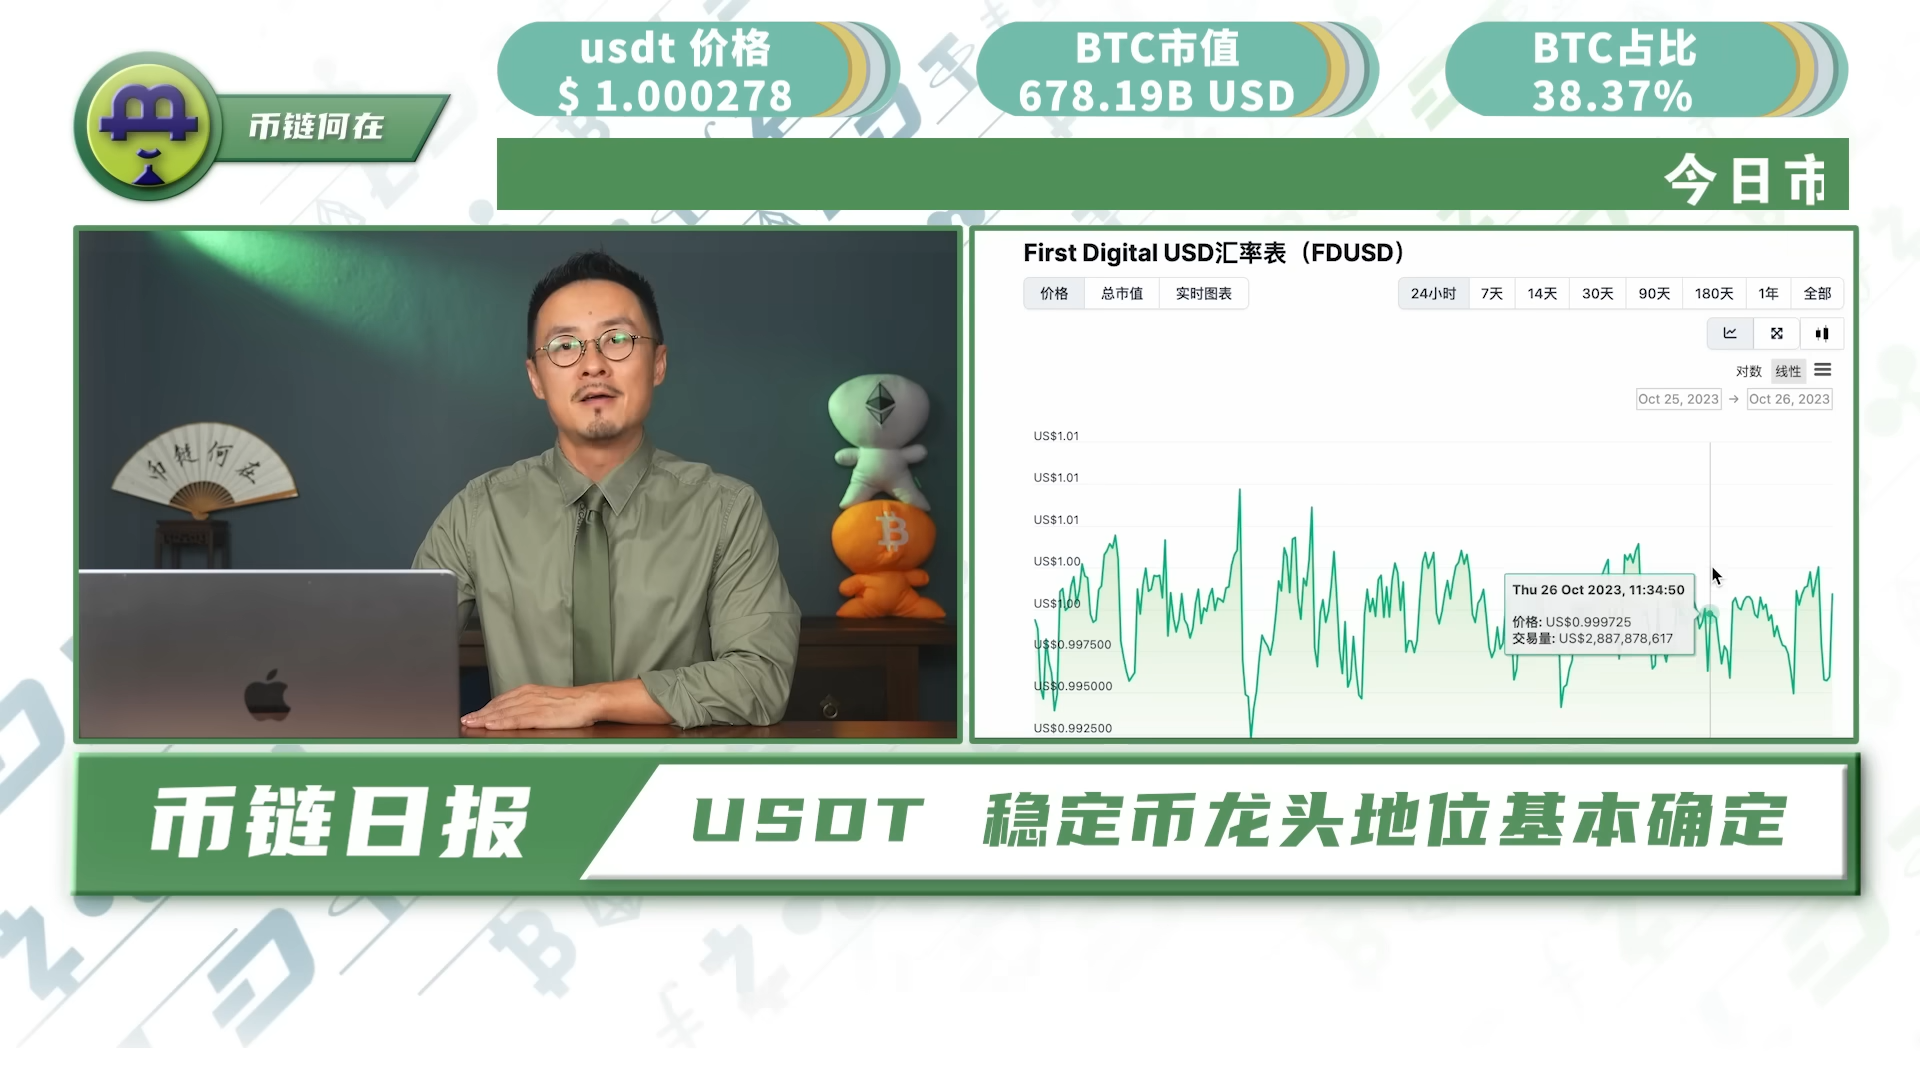 usdt 价格
$ 1.000278
BTC市值
678.19B USD
BTC占比
38.37%
币链何在
今日市
First Digital USD汇率表（FDUSD）
价格 总市值 实时图表
24小时 7天 14天 30天 90天 180天 1年 全部
对数 线性
Oct 25, 2023 → Oct 26, 2023
US$1.01
US$1.01
US$1.01
US$1.00
US$1.00
US$0.997500
US$0.995000
US$0.992500
Thu 26 Oct 2023, 11:34:50
价格: US$0.999725
交易量: US$2,887,878,617
币链何在
币链日报
USDT 稳定币龙头地位基本确定